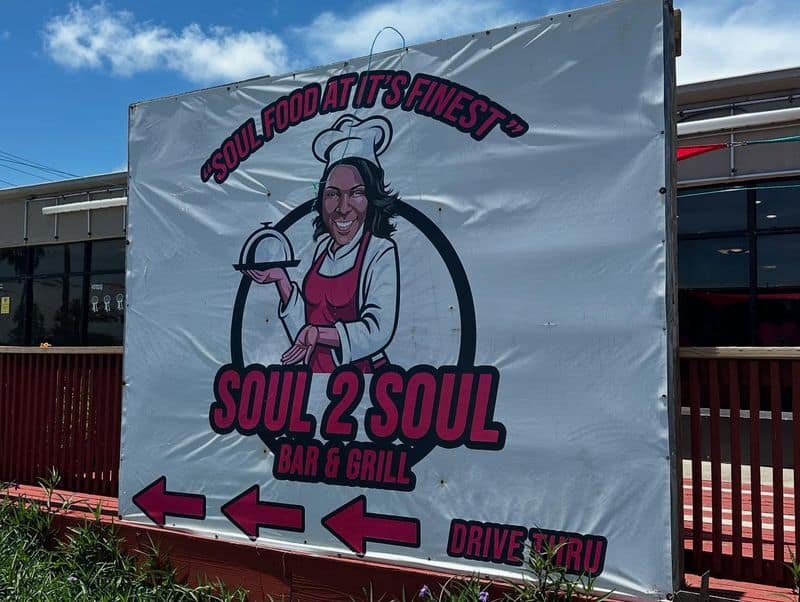 "SOUL FOOD AT IT'S FINEST"
SOUL 2 SOUL
BAR & GRILL
DRIVE THRU